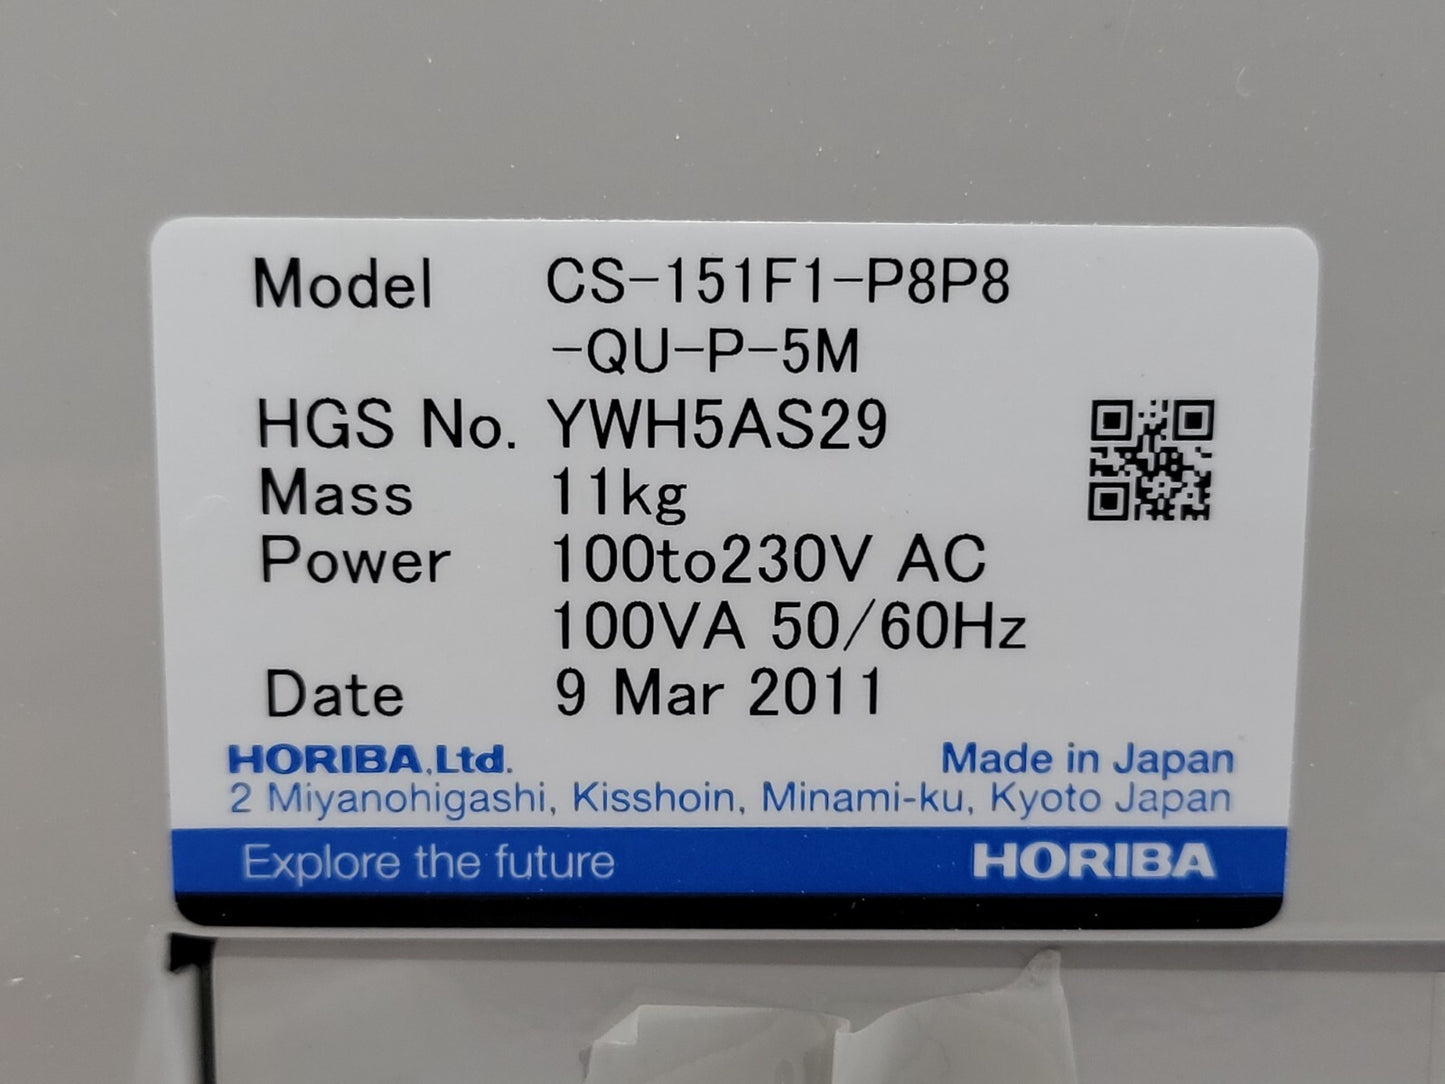 Model CS-151F1-P8P8
-QU-P-5M
HGS No. YWH5AS29
Mass 11kg
Power 100to230V AC
100VA 50/60Hz
Date 9 Mar 2011
HORIBA,Ltd. Made in Japan
2 Miyanohigashi, Kisshoin, Minami-ku, Kyoto Japan
Explore the future HORIBA